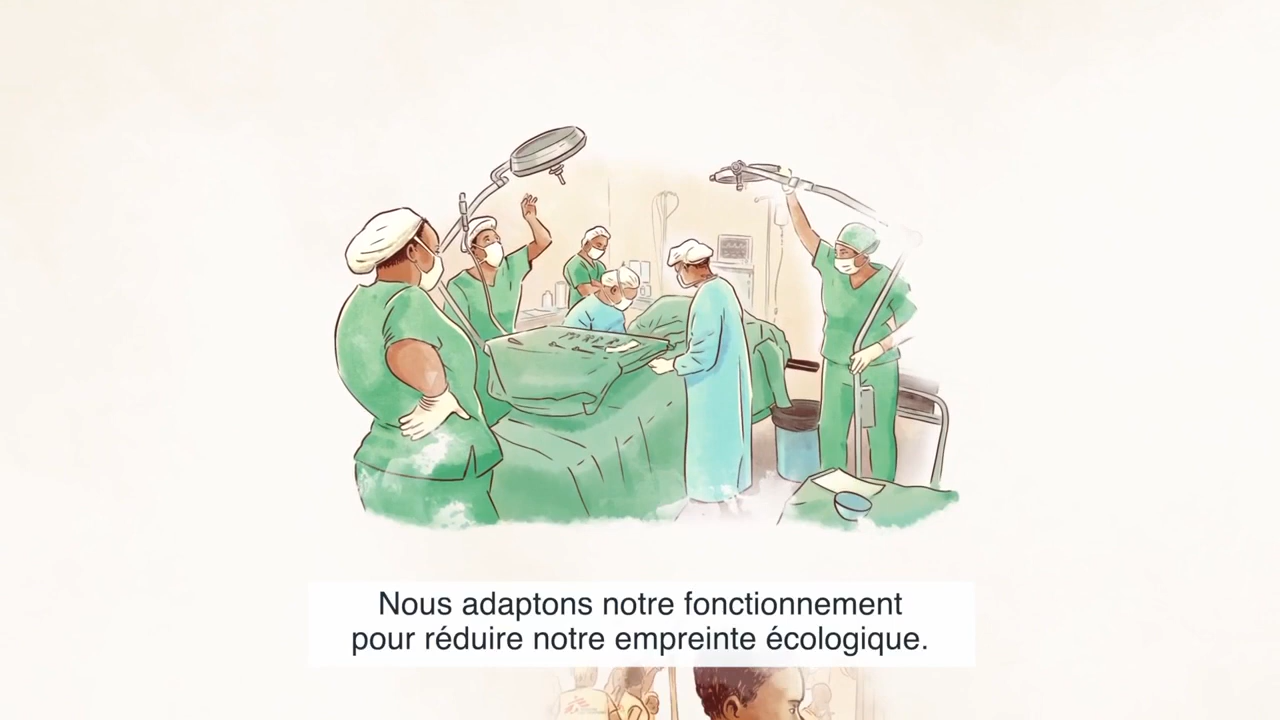 Nous adaptons notre fonctionnement
pour réduire notre empreinte écologique.